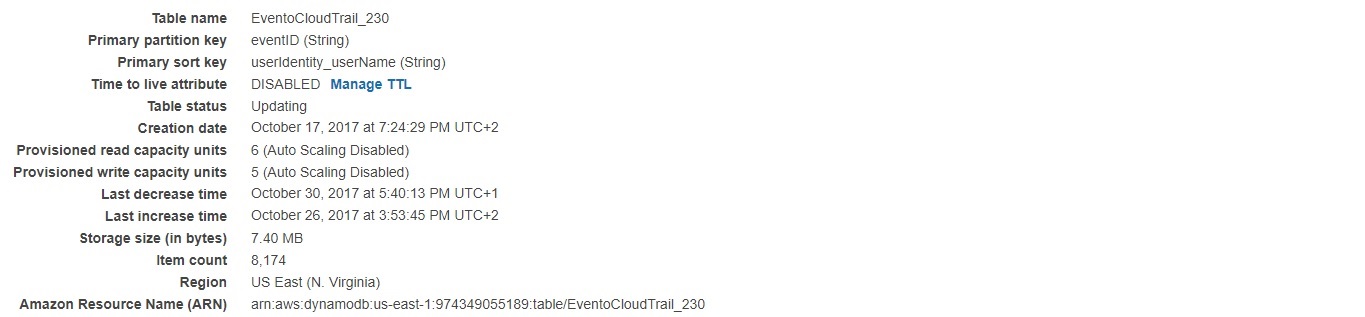 Table name EventoCloudTrail_230
Primary partition key eventID (String)
Primary sort key userIdentity_userName (String)
Time to live attribute DISABLED Manage TTL
Table status Updating
Creation date October 17, 2017 at 7:24:29 PM UTC+2
Provisioned read capacity units 6 (Auto Scaling Disabled)
Provisioned write capacity units 5 (Auto Scaling Disabled)
Last decrease time October 30, 2017 at 5:40:13 PM UTC+1
Last increase time October 26, 2017 at 3:53:45 PM UTC+2
Storage size (in bytes) 7.40 MB
Item count 8,174
Region US East (N. Virginia)
Amazon Resource Name (ARN) arn:aws:dynamodb:us-east-1:974349055189:table/EventoCloudTrail_230